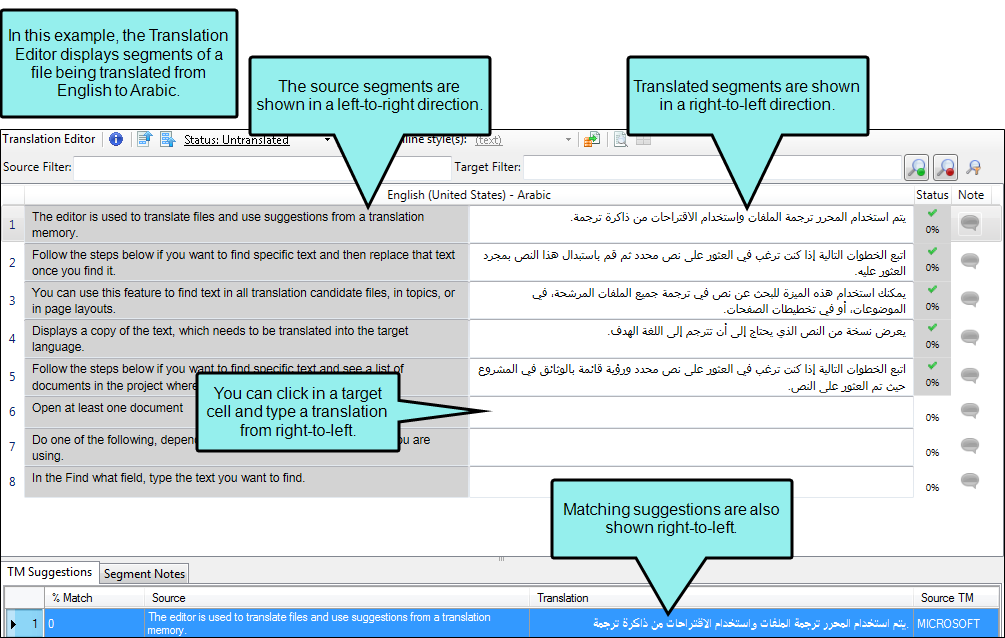 In this example, the Translation
Editor displays segments of a
file being translated from
English to Arabic.
The source segments are
shown in a left-to-right direction.
Translated segments are shown
in a right-to-left direction.
Translation Editor
Status: Untranslated
style(s): (text)
Source Filter:
Target Filter:
English (United States) - Arabic
Status
Note
1
The editor is used to translate files and use suggestions from a translation
memory.
يتم استخدام المحرر ترجمة الملفات واستخدام الاقتراحات من ذاكرة ترجمة.
0%
2
Follow the steps below if you want to find specific text and then replace that text
once you find it.
اتبع الخطوات التالية إذا كنت ترغب في العثور على نص محدد ثم قم باستبدال هذا النص بمجرد
العثور عليه.
0%
3
You can use this feature to find text in all translation candidate files, in topics, or
in page layouts.
يمكنك استخدام هذه الميزة للبحث عن نص في ترجمة جميع الملفات المرشحة، في
الموضوعات، أو في تخطيطات الصفحات.
0%
4
Displays a copy of the text, which needs to be translated into the target
language.
يعرض نسخة من النص الذي يحتاج إلى أن تترجم إلى اللغة الهدف.
0%
5
Follow the steps below if you want to find specific text and see a list of
documents in the project where
اتبع الخطوات التالية إذا كنت ترغب في العثور على نص محدد ورؤية قائمة بالوثائق في المشروع
حيث تم العثور على النص.
0%
You can click in a target
cell and type a translation
from right-to-left.
6
Open at least one document
0%
7
Do one of the following, are
using.
0%
8
In the Find what field, type the text you want to find.
0%
Matching suggestions are also
shown right-to-left.
TM Suggestions
Segment Notes
% Match
Source
Translation
Source TM
1
0
The editor is used to translate files and use suggestions from a translation
memory.
يتم استخدام المحرر ترجمة الملفات واستخدام الاقتراحات من ذاكرة ترجمة.
MICROSOFT